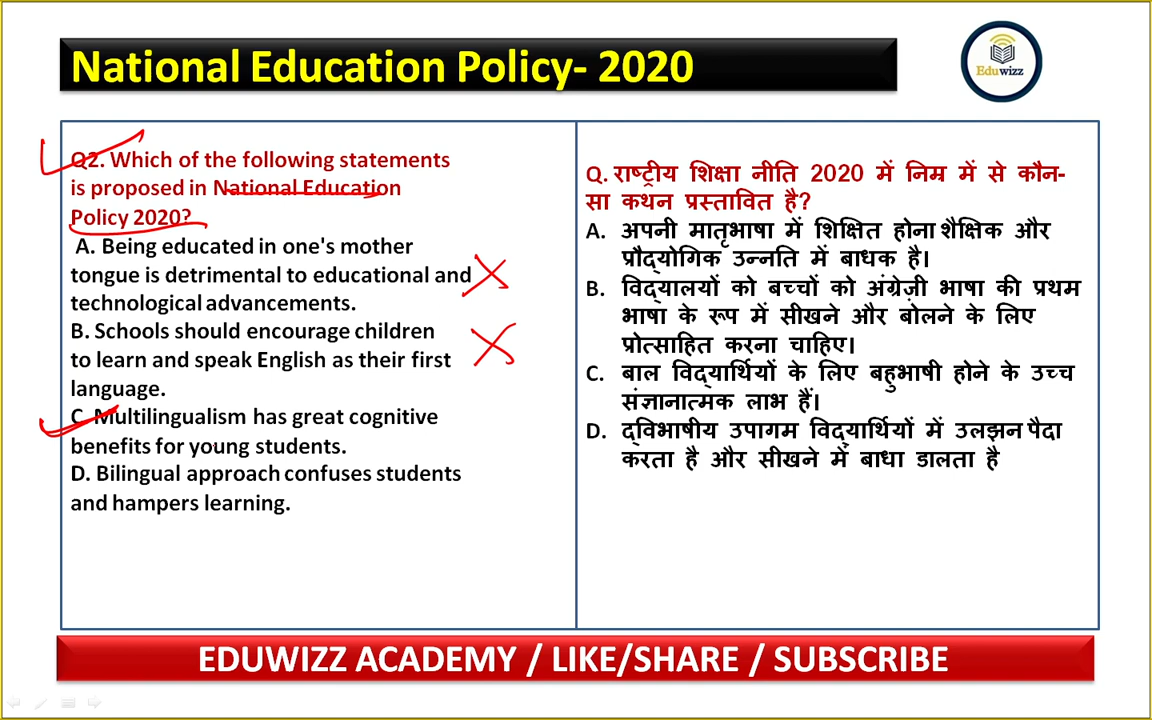 National Education Policy- 2020
Eduwizz
Q2. Which of the following statements
is proposed in National Education
Policy 2020?
A. Being educated in one's mother
tongue is detrimental to educational and
technological advancements.
B. Schools should encourage children
to learn and speak English as their first
language.
C. Multilingualism has great cognitive
benefits for young students.
D. Bilingual approach confuses students
and hampers learning.
Q. राष्ट्रीय शिक्षा नीति 2020 में निम्न में से कौन-
सा कथन प्रस्तावित है?
A. अपनी मातृभाषा में शिक्षित होना शैक्षिक और
प्रौद्योगिक उन्नति में बाधक है।
B. विद्यालयों को बच्चों को अंग्रेज़ी भाषा की प्रथम
भाषा के रूप में सीखने और बोलने के लिए
प्रोत्साहित करना चाहिए।
C. बाल विद्यार्थियों के लिए बहुभाषी होने के उच्च
संज्ञानात्मक लाभ हैं।
D. द्विभाषीय उपागम विद्यार्थियों में उलझन पैदा
करता है और सीखने में बाधा डालता है
EDUWIZZ ACADEMY / LIKE/SHARE / SUBSCRIBE